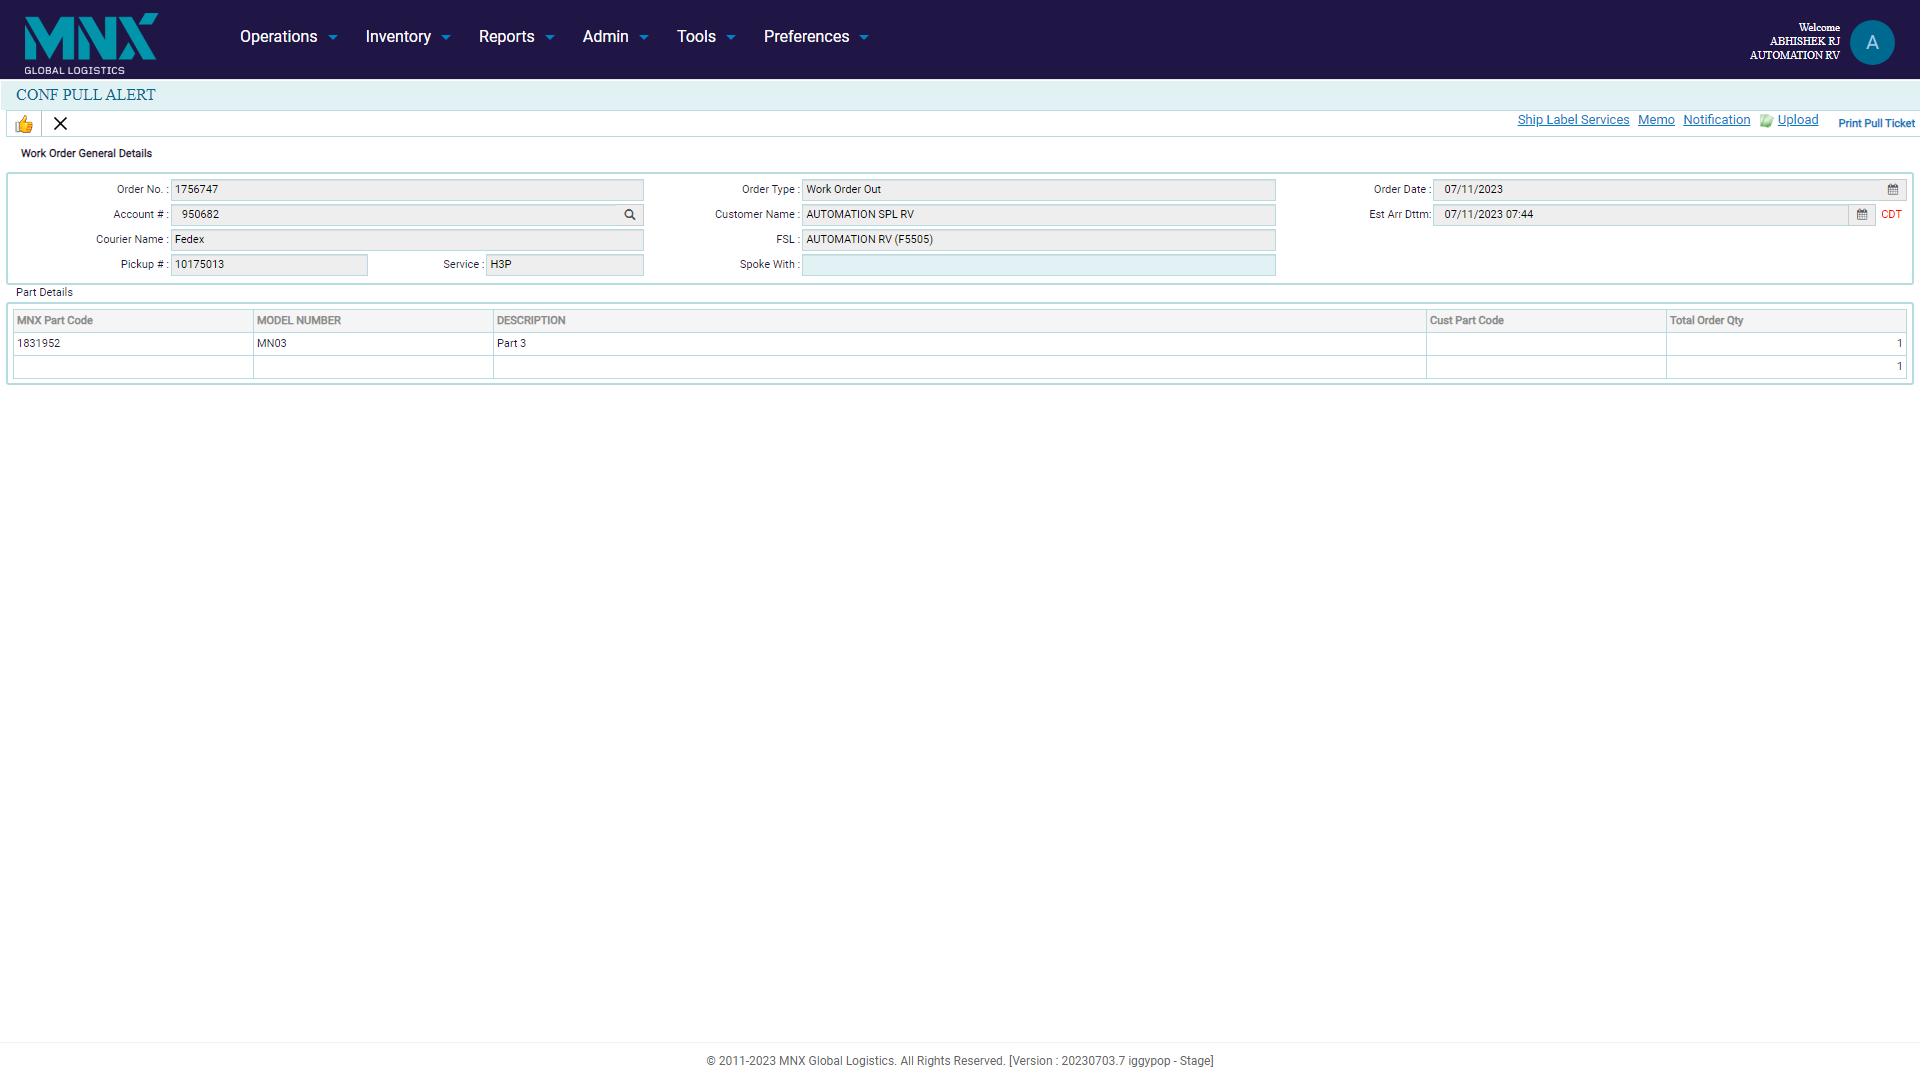 MNX
GLOBAL LOGISTICS
Operations Inventory Reports Admin Tools Preferences
Welcome
ABHISHEK RJ
AUTOMATION RV
A
CONF PULL ALERT
Ship Label Services Memo Notification Upload Print Pull Ticket
Work Order General Details
Order No. : 1756747 Order Type : Work Order Out Order Date : 07/11/2023
Account # : 950682 Customer Name : AUTOMATION SPL RV Est Arr Dttm: 07/11/2023 07:44 CDT
Courier Name : Fedex FSL : AUTOMATION RV (F5505)
Pickup # : 10175013 Service : H3P Spoke With :
Part Details
MNX Part Code MODEL NUMBER DESCRIPTION Cust Part Code Total Order Qty
1831952 MN03 Part 3 1
1
© 2011-2023 MNX Global Logistics. All Rights Reserved. [Version : 20230703.7 iggypop - Stage]